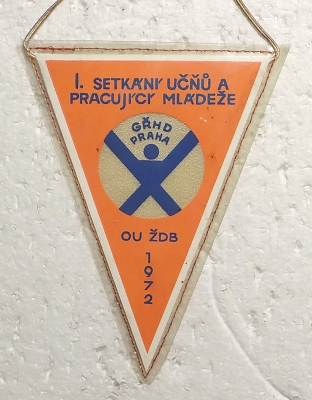 I. SETKÁNÍ UČŇŮ A
PRACUJÍCÍ MLÁDEŽE
GŘHD
PRAHA
OU ŽDB
1972